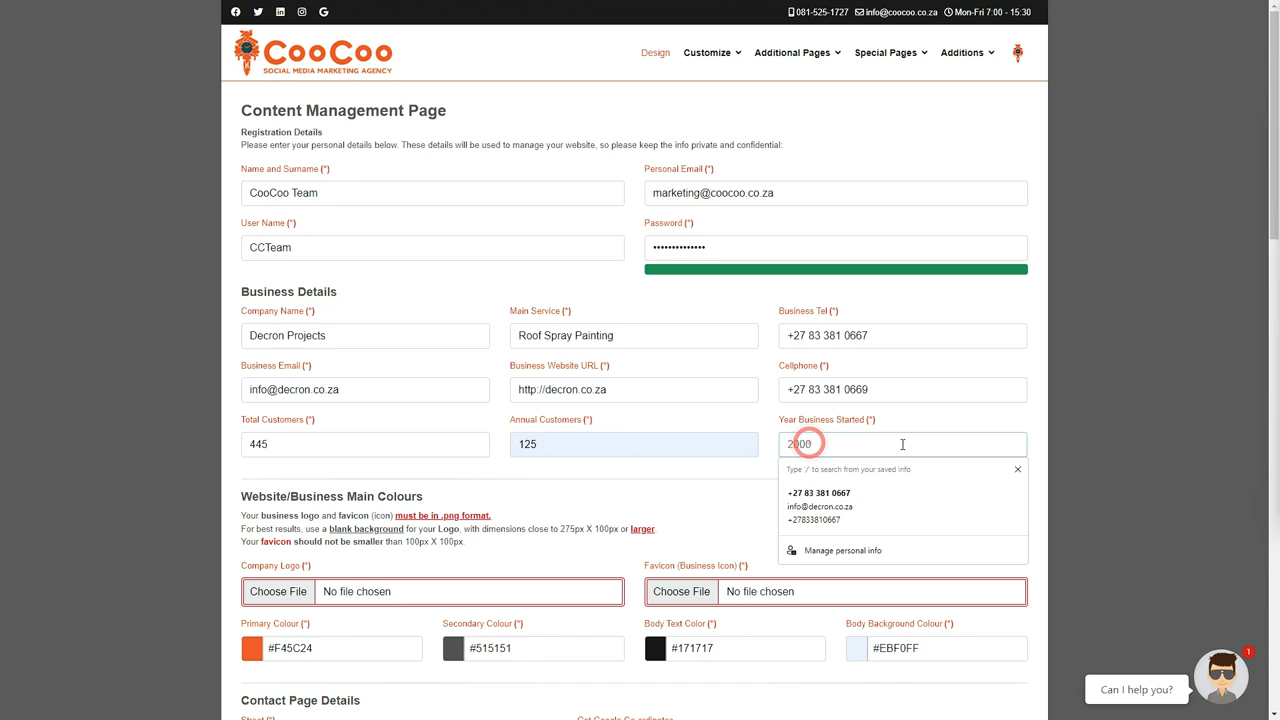 081-525-1727 info@coocoo.co.za Mon-Fri 7:00 - 15:30
CooCoo
SOCIAL MEDIA MARKETING AGENCY
Design Customize Additional Pages Special Pages Additions
Content Management Page
Registration Details
Please enter your personal details below. These details will be used to manage your website, so please keep the info private and confidential:
Name and Surname (*) Personal Email (*)
CooCoo Team marketing@coocoo.co.za
User Name (*) Password (*)
CCTeam ••••••••••••••
Business Details
Company Name (*) Main Service (*) Business Tel (*)
Decron Projects Roof Spray Painting +27 83 381 0667
Business Email (*) Business Website URL (*) Cellphone (*)
info@decron.co.za http://decron.co.za +27 83 381 0669
Total Customers (*) Annual Customers (*) Year Business Started (*)
445 125 2000
Type '/' to search from your saved info
+27 83 381 0667
info@decron.co.za
+27833810667
Manage personal info
Website/Business Main Colours
Your business logo and favicon (icon) must be in .png format.
For best results, use a blank background for your Logo, with dimensions close to 275px X 100px or larger.
Your favicon should not be smaller than 100px X 100px.
Company Logo (*) Favicon (Business Icon) (*)
Choose File No file chosen Choose File No file chosen
Primary Colour (*) Secondary Colour (*) Body Text Color (*) Body Background Colour (*)
#F45C24 #515151 #171717 #EBF0FF
Contact Page Details
Street (*) Get Google Co-ordinates
Can I help you?
1